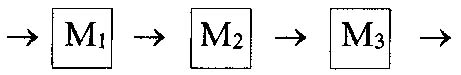 → M₁ → M₂ → M₃ →